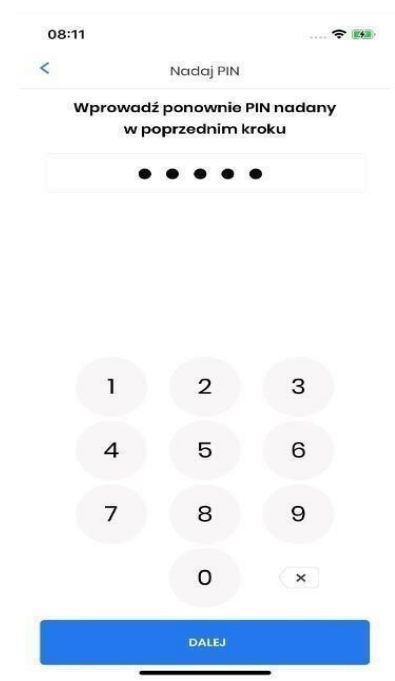 08:11
Nadaj PIN
Wprowadź ponownie PIN nadany
w poprzednim kroku
1 2 3
4 5 6
7 8 9
0
DALEJ